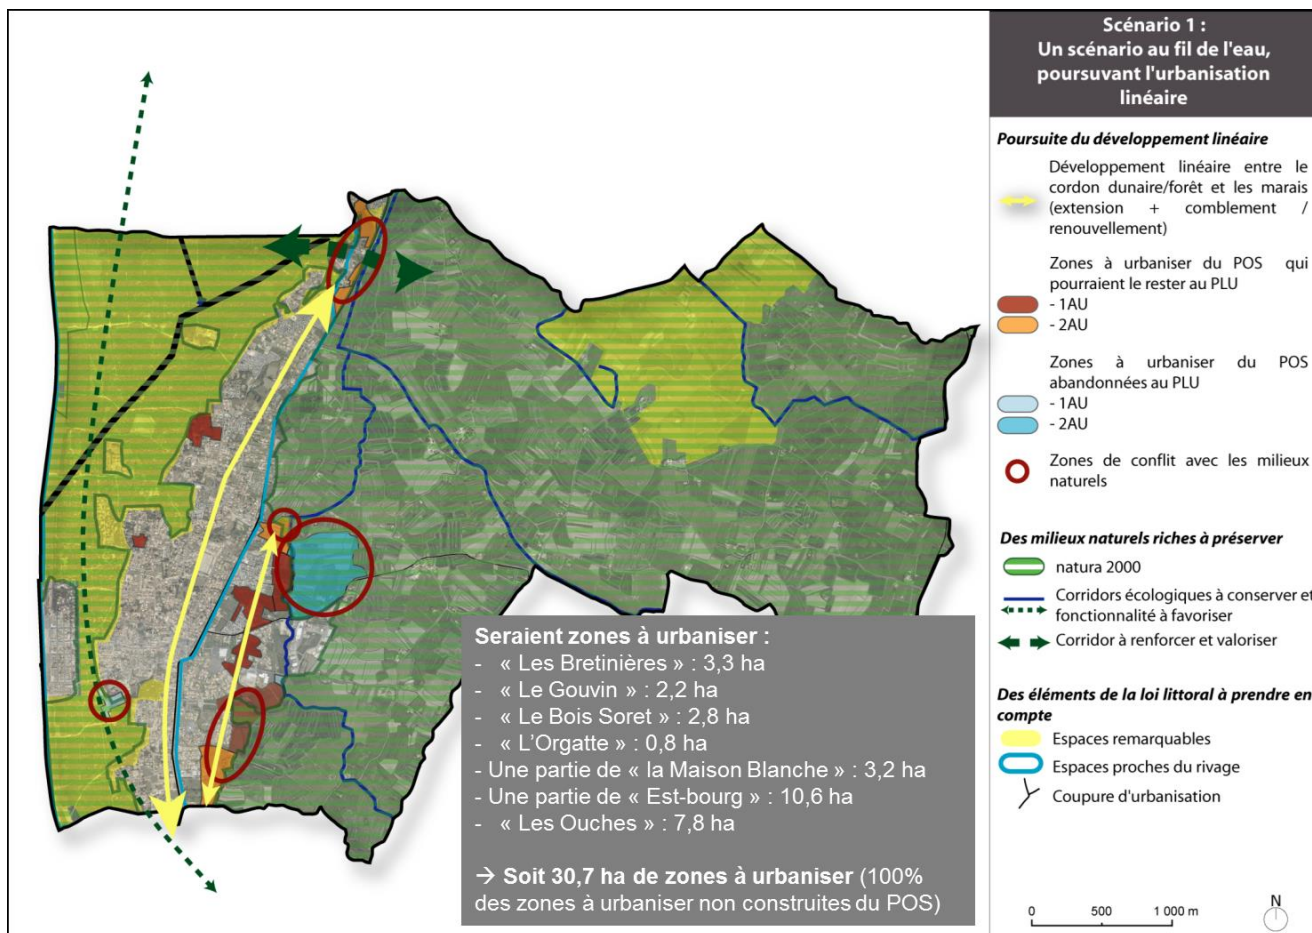 Scénario 1 :
Un scénario au fil de l'eau,
poursuvant l'urbanisation
linéaire
Poursuite du développement linéaire
Développement linéaire entre le
cordon dunaire/forêt et les marais
(extension + comblement /
renouvellement)
Zones à urbaniser du POS qui
pourraient le rester au PLU
- 1AU
- 2AU
Zones à urbaniser du POS
abandonnées au PLU
- 1AU
- 2AU
Zones de conflit avec les milieux
naturels
Des milieux naturels riches à préserver
natura 2000
Corridors écologiques à conserver et
fonctionnalité à favoriser
Corridor à renforcer et valoriser
Des éléments de la loi littoral à prendre en
compte
Espaces remarquables
Espaces proches du rivage
Coupure d'urbanisation
0 500 1 000 m
N
Seraient zones à urbaniser :
- « Les Bretinières » : 3,3 ha
- « Le Gouvin » : 2,2 ha
- « Le Bois Soret » : 2,8 ha
- « L'Orgatte » : 0,8 ha
- Une partie de « la Maison Blanche » : 3,2 ha
- Une partie de « Est-bourg » : 10,6 ha
- « Les Ouches » : 7,8 ha
→ Soit 30,7 ha de zones à urbaniser (100%
des zones à urbaniser non construites du POS)